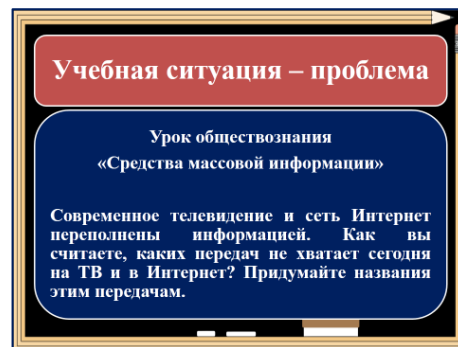 Учебная ситуация – проблема
Урок обществознания
«Средства массовой информации»
Современное телевидение и сеть Интернет
переполнены информацией. Как вы
считаете, каких передач не хватает сегодня
на ТВ и в Интернет? Придумайте названия
этим передачам.